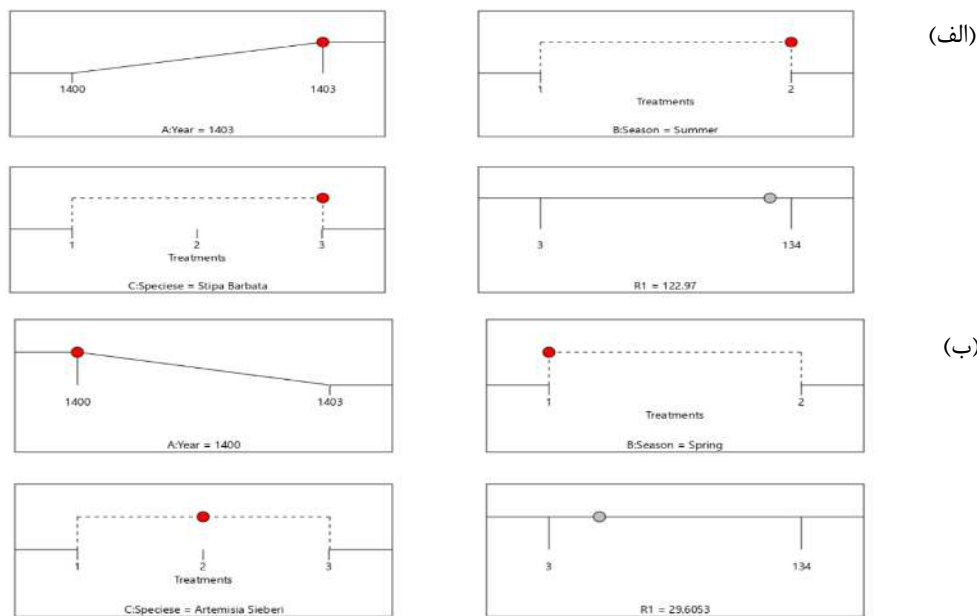 (الف)
1400 1403
A:Year = 1403
1 2
Treatments
B:Season = Summer
1 2 3
Treatments
C:Speciese = Stipa Barbata
3 134
R1 = 122.97
(ب)
1400 1403
A:Year = 1400
1 2
Treatments
B:Season = Spring
1 2 3
Treatments
C:Speciese = Artemisia Sieberi
3 134
R1 = 29.6053